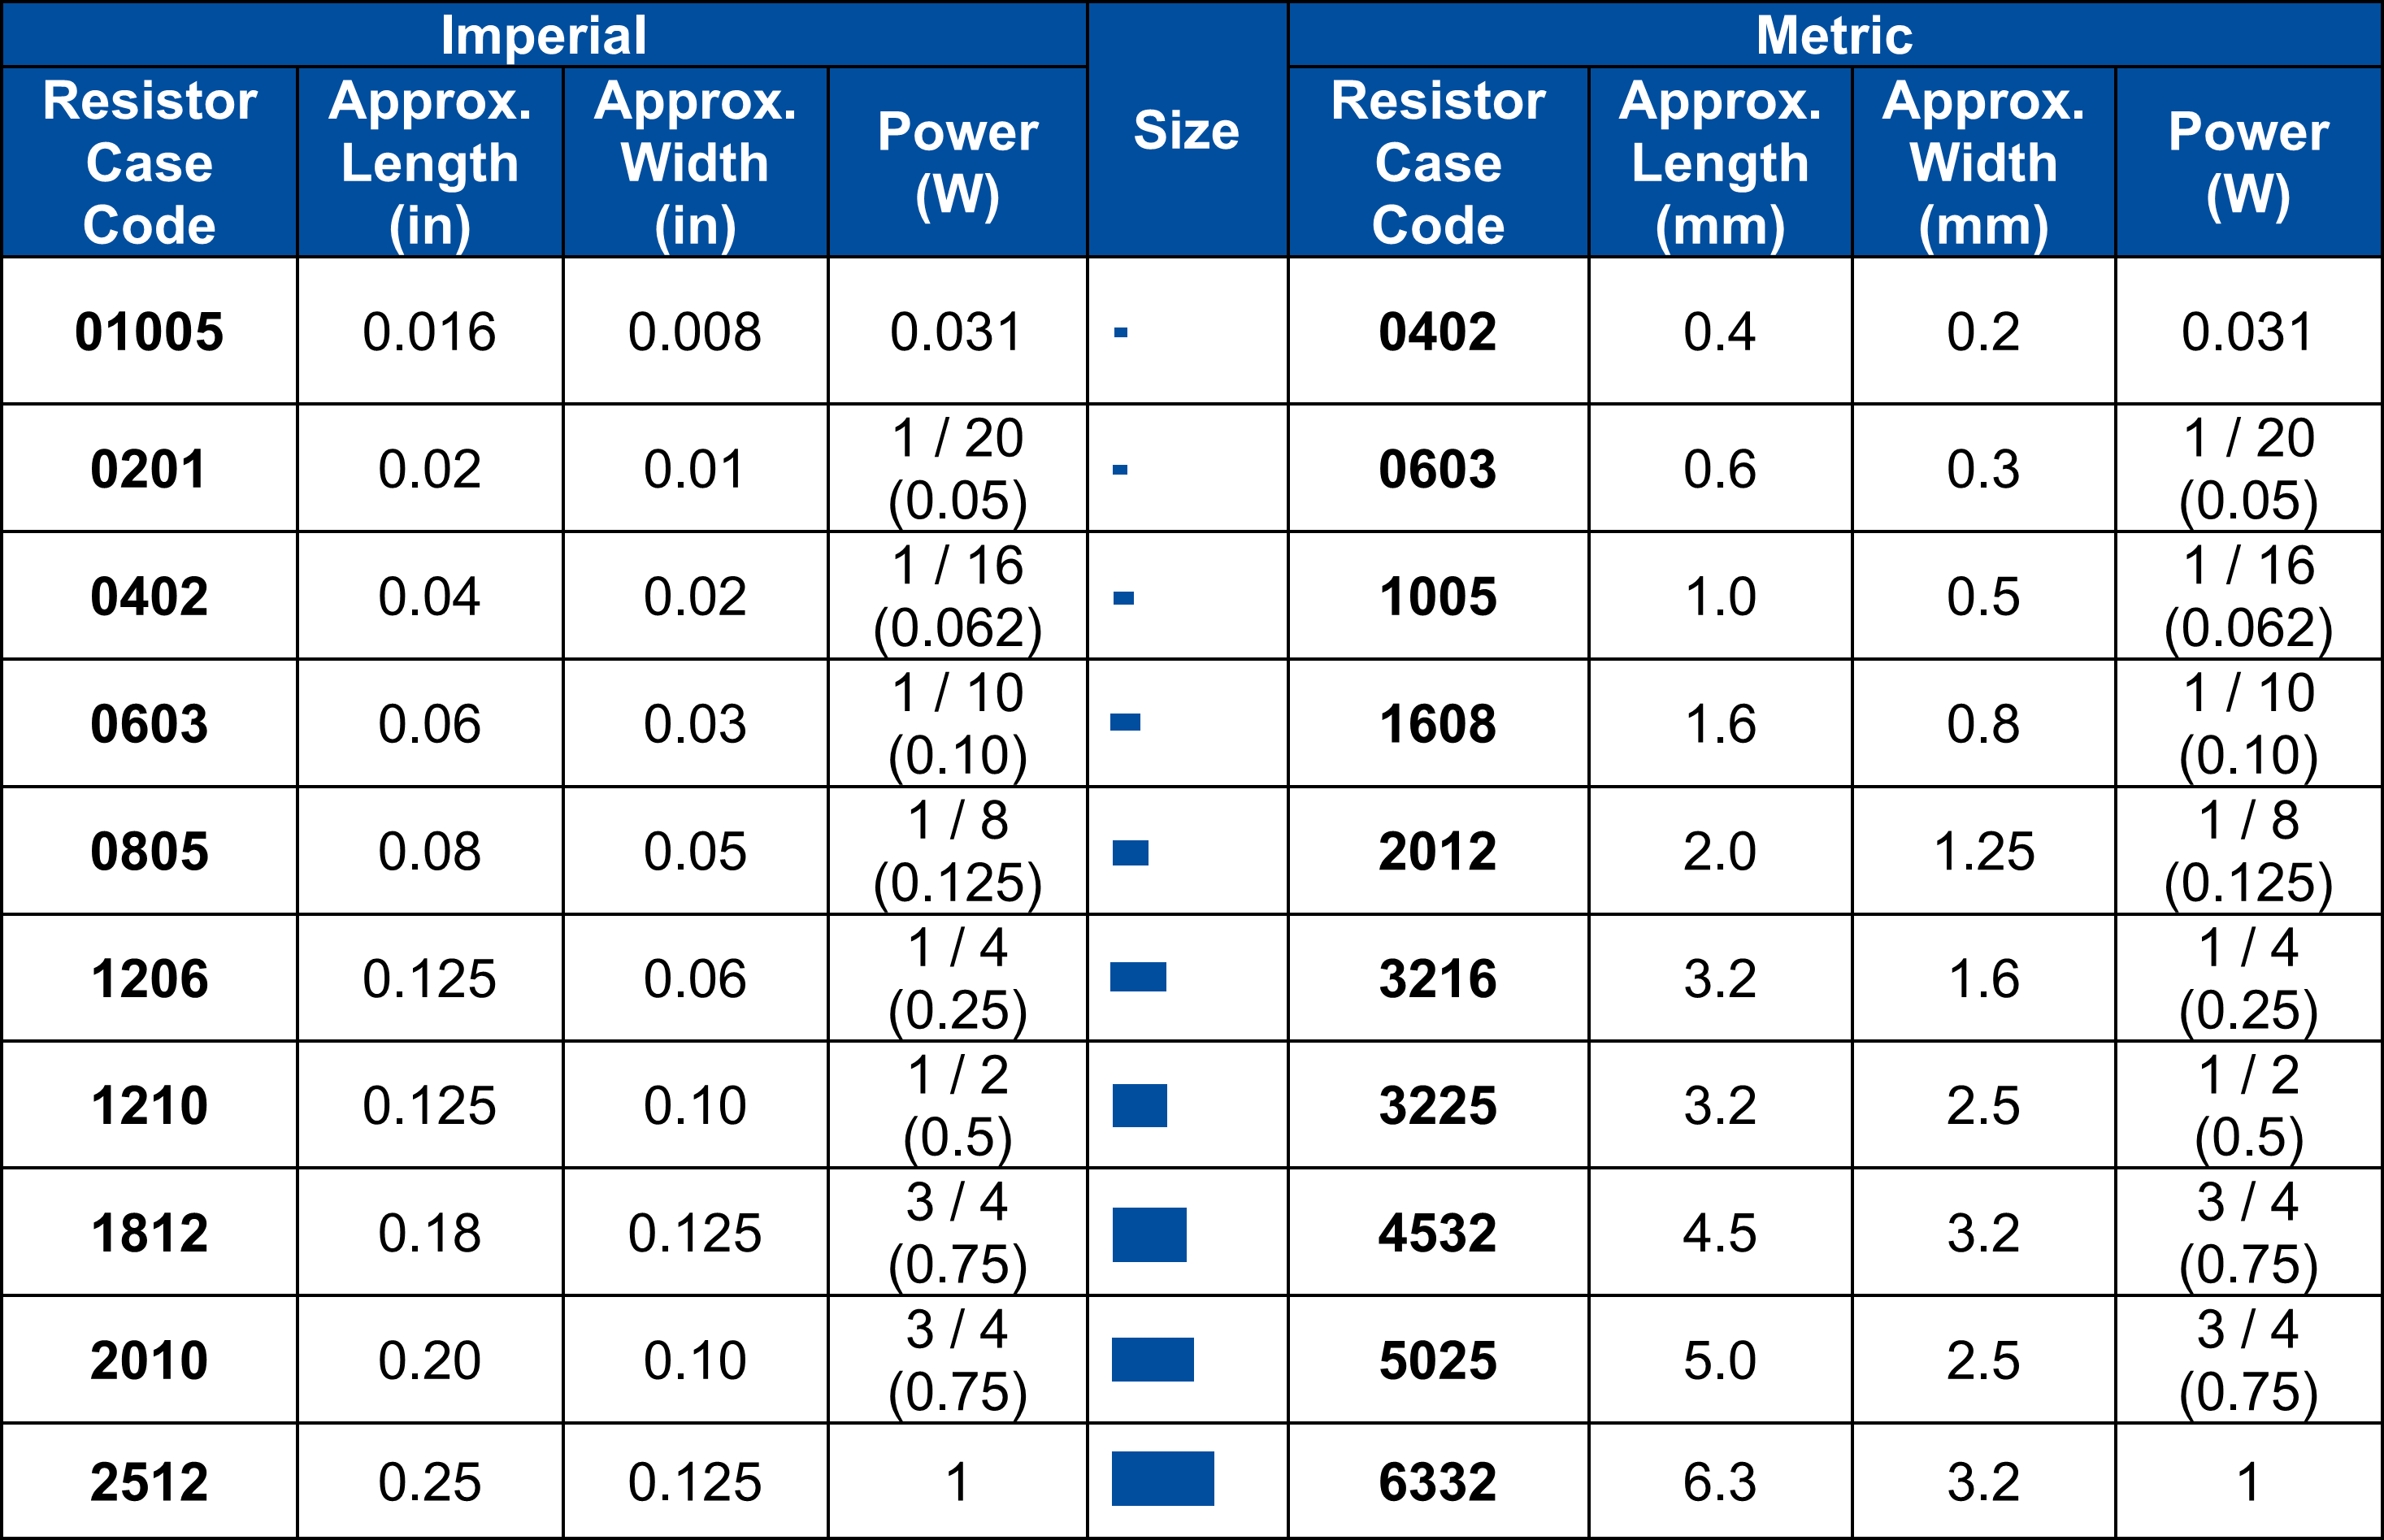 Imperial
Size
Metric
Resistor Case Code
Approx. Length (in)
Approx. Width (in)
Power (W)
Resistor Case Code
Approx. Length (mm)
Approx. Width (mm)
Power (W)
01005 0.016 0.008 0.031 0402 0.4 0.2 0.031
0201 0.02 0.01 1 / 20 (0.05) 0603 0.6 0.3 1 / 20 (0.05)
0402 0.04 0.02 1 / 16 (0.062) 1005 1.0 0.5 1 / 16 (0.062)
0603 0.06 0.03 1 / 10 (0.10) 1608 1.6 0.8 1 / 10 (0.10)
0805 0.08 0.05 1 / 8 (0.125) 2012 2.0 1.25 1 / 8 (0.125)
1206 0.125 0.06 1 / 4 (0.25) 3216 3.2 1.6 1 / 4 (0.25)
1210 0.125 0.10 1 / 2 (0.5) 3225 3.2 2.5 1 / 2 (0.5)
1812 0.18 0.125 3 / 4 (0.75) 4532 4.5 3.2 3 / 4 (0.75)
2010 0.20 0.10 3 / 4 (0.75) 5025 5.0 2.5 3 / 4 (0.75)
2512 0.25 0.125 1 6332 6.3 3.2 1